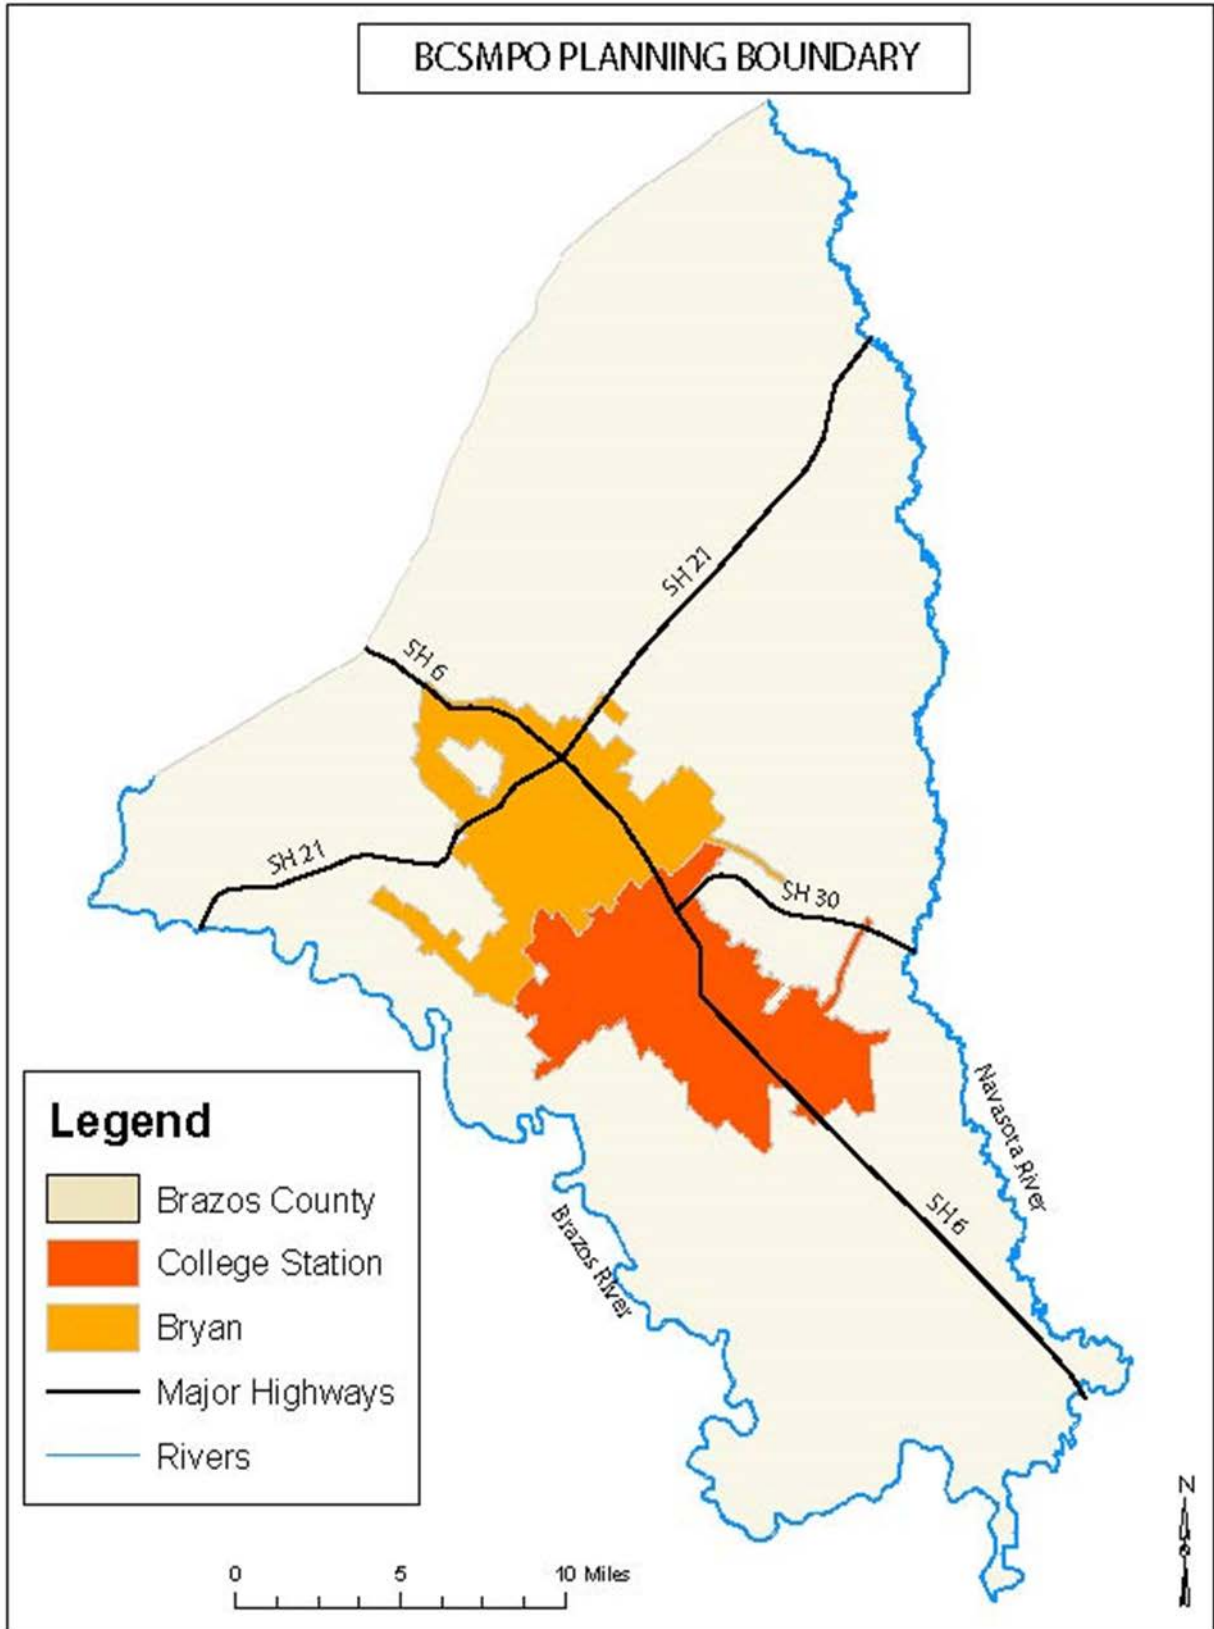 BCSMPO PLANNING BOUNDARY
SH 21
SH 6
SH 21
SH 30
Navasota River
SH 6
Brazos River
Legend
Brazos County
College Station
Bryan
Major Highways
Rivers
0 5 10 Miles
N